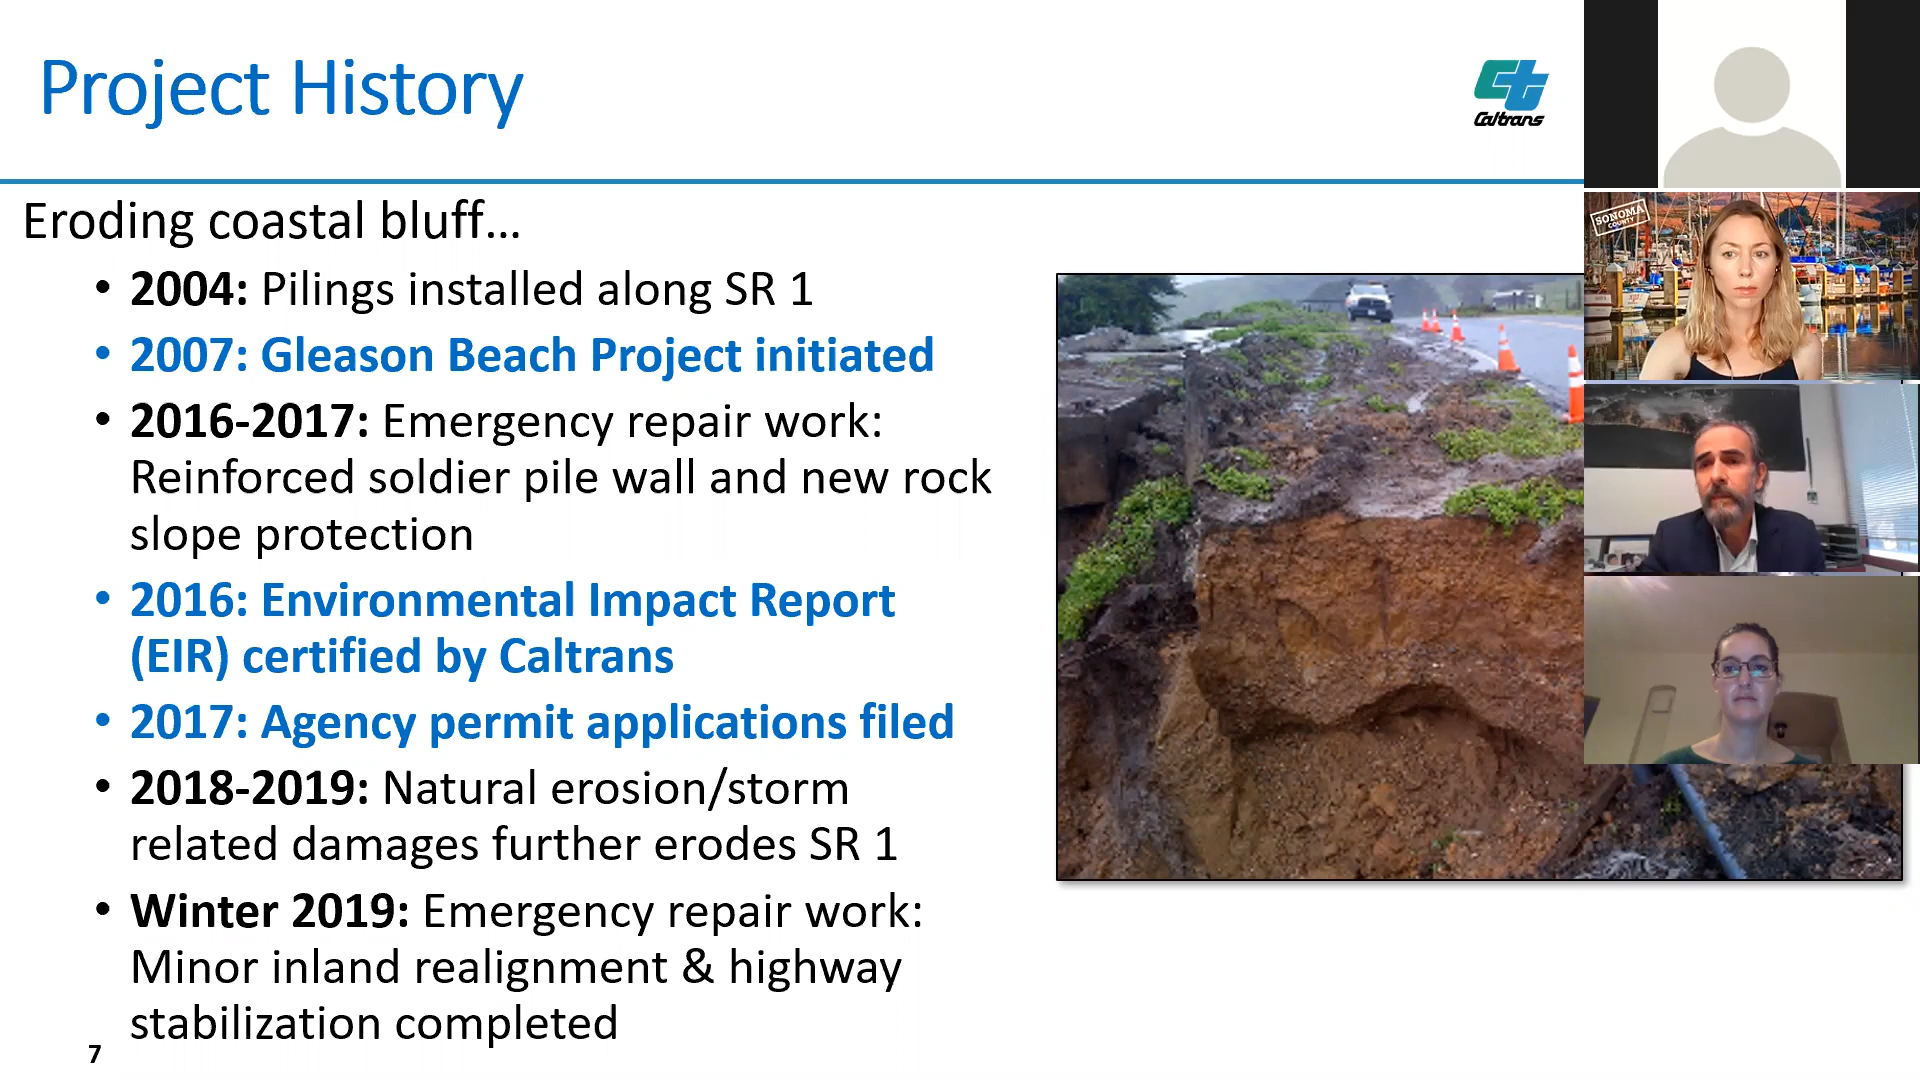 Project History
Caltrans
SONOMA
COUNTY
Eroding coastal bluff...
• 2004: Pilings installed along SR 1
• 2007: Gleason Beach Project initiated
• 2016-2017: Emergency repair work:
Reinforced soldier pile wall and new rock
slope protection
• 2016: Environmental Impact Report
(EIR) certified by Caltrans
• 2017: Agency permit applications filed
• 2018-2019: Natural erosion/storm
related damages further erodes SR 1
• Winter 2019: Emergency repair work:
Minor inland realignment & highway
stabilization completed
7